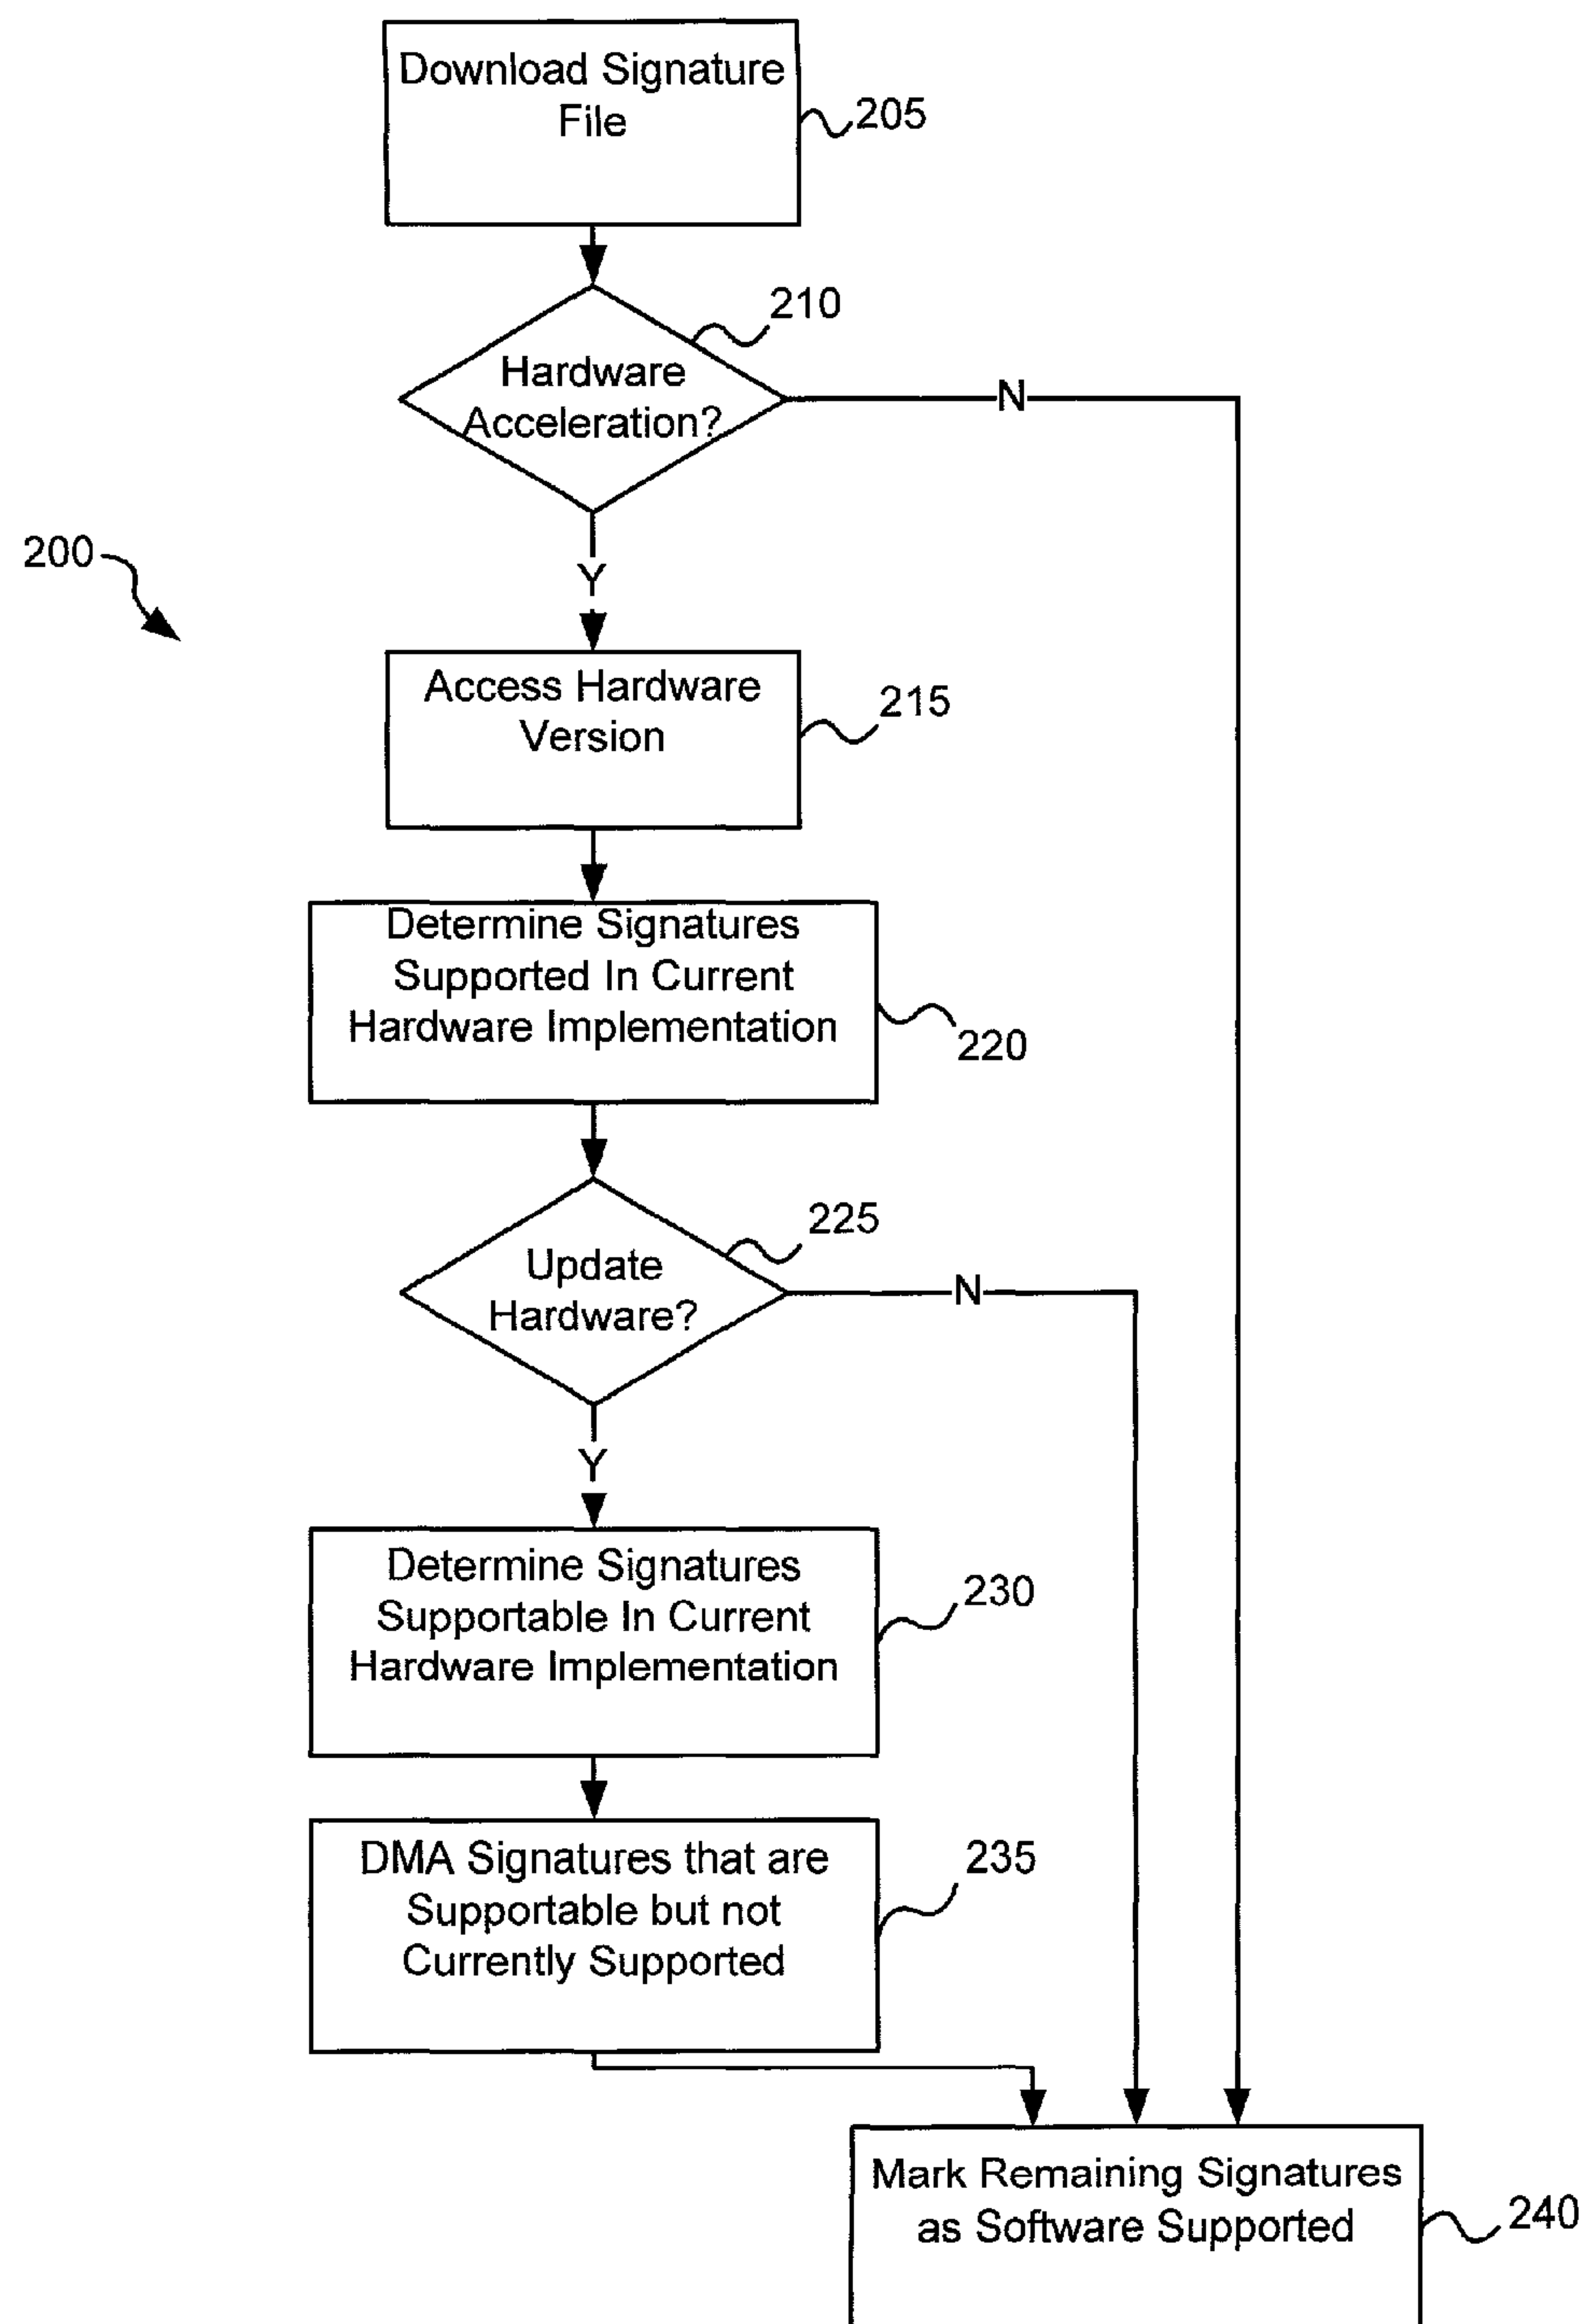 Download Signature
File
205
210
Hardware
Acceleration?
N
200
Y
Access Hardware
Version
215
Determine Signatures
Supported In Current
Hardware Implementation
220
225
Update
Hardware?
N
Y
Determine Signatures
Supportable In Current
Hardware Implementation
230
DMA Signatures that are
Supportable but not
Currently Supported
235
Mark Remaining Signatures
as Software Supported
240